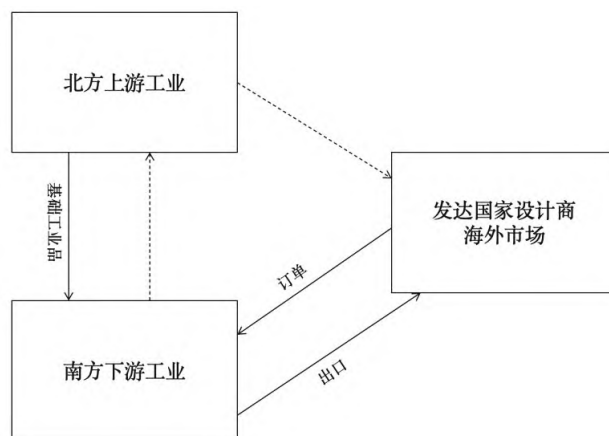 北方上游工业
发达国家设计商
海外市场
基础工业品
订单
南方下游工业
出口